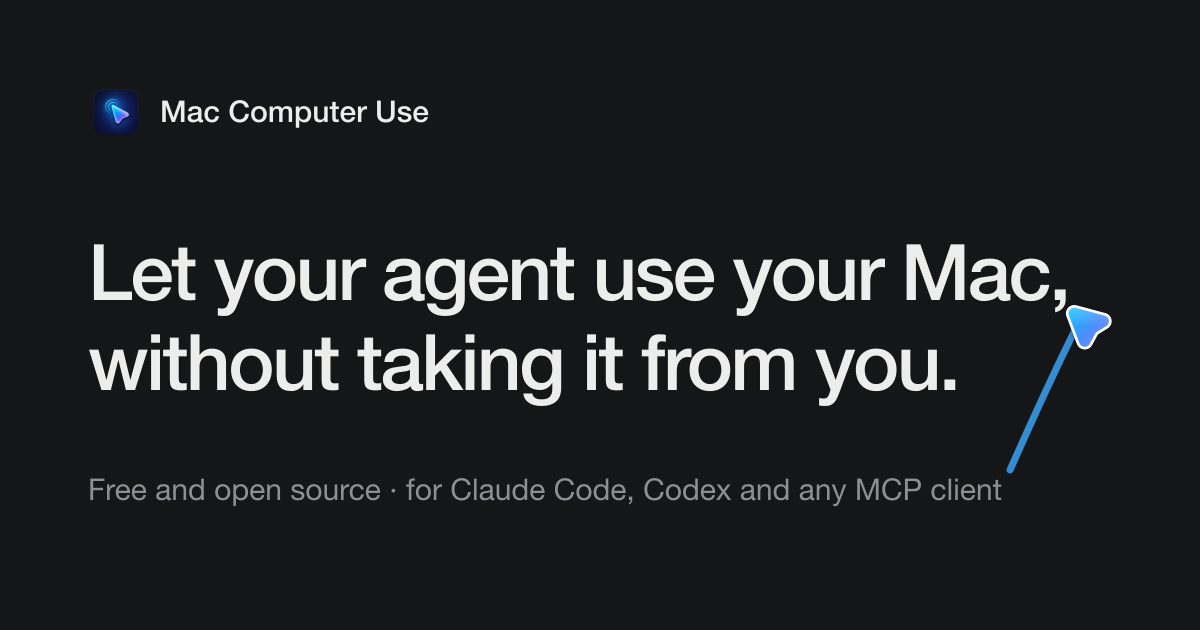 Mac Computer Use
Let your agent use your Mac,
without taking it from you.
Free and open source · for Claude Code, Codex and any MCP client